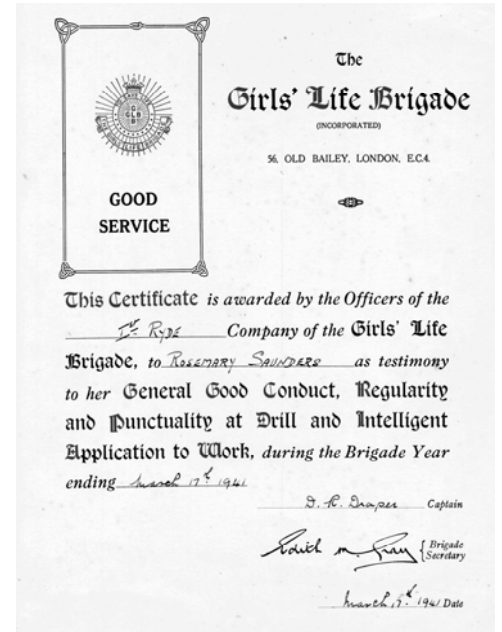 The
Girls' Life Brigade
(INCORPORATED)
56, OLD BAILEY, LONDON, E.C.4.
GOOD
SERVICE
This Certificate is awarded by the Officers of the
1st RYDE Company of the Girls' Life
Brigade, to ROSEMARY SAUNDERS as testimony
to her General Good Conduct, Regularity
and Punctuality at Drill and Intelligent
Application to Work, during the Brigade Year
ending March 17th 1941
D. R. Draper Captain
Edith M. Gray { Brigade Secretary
March, 1941 Date